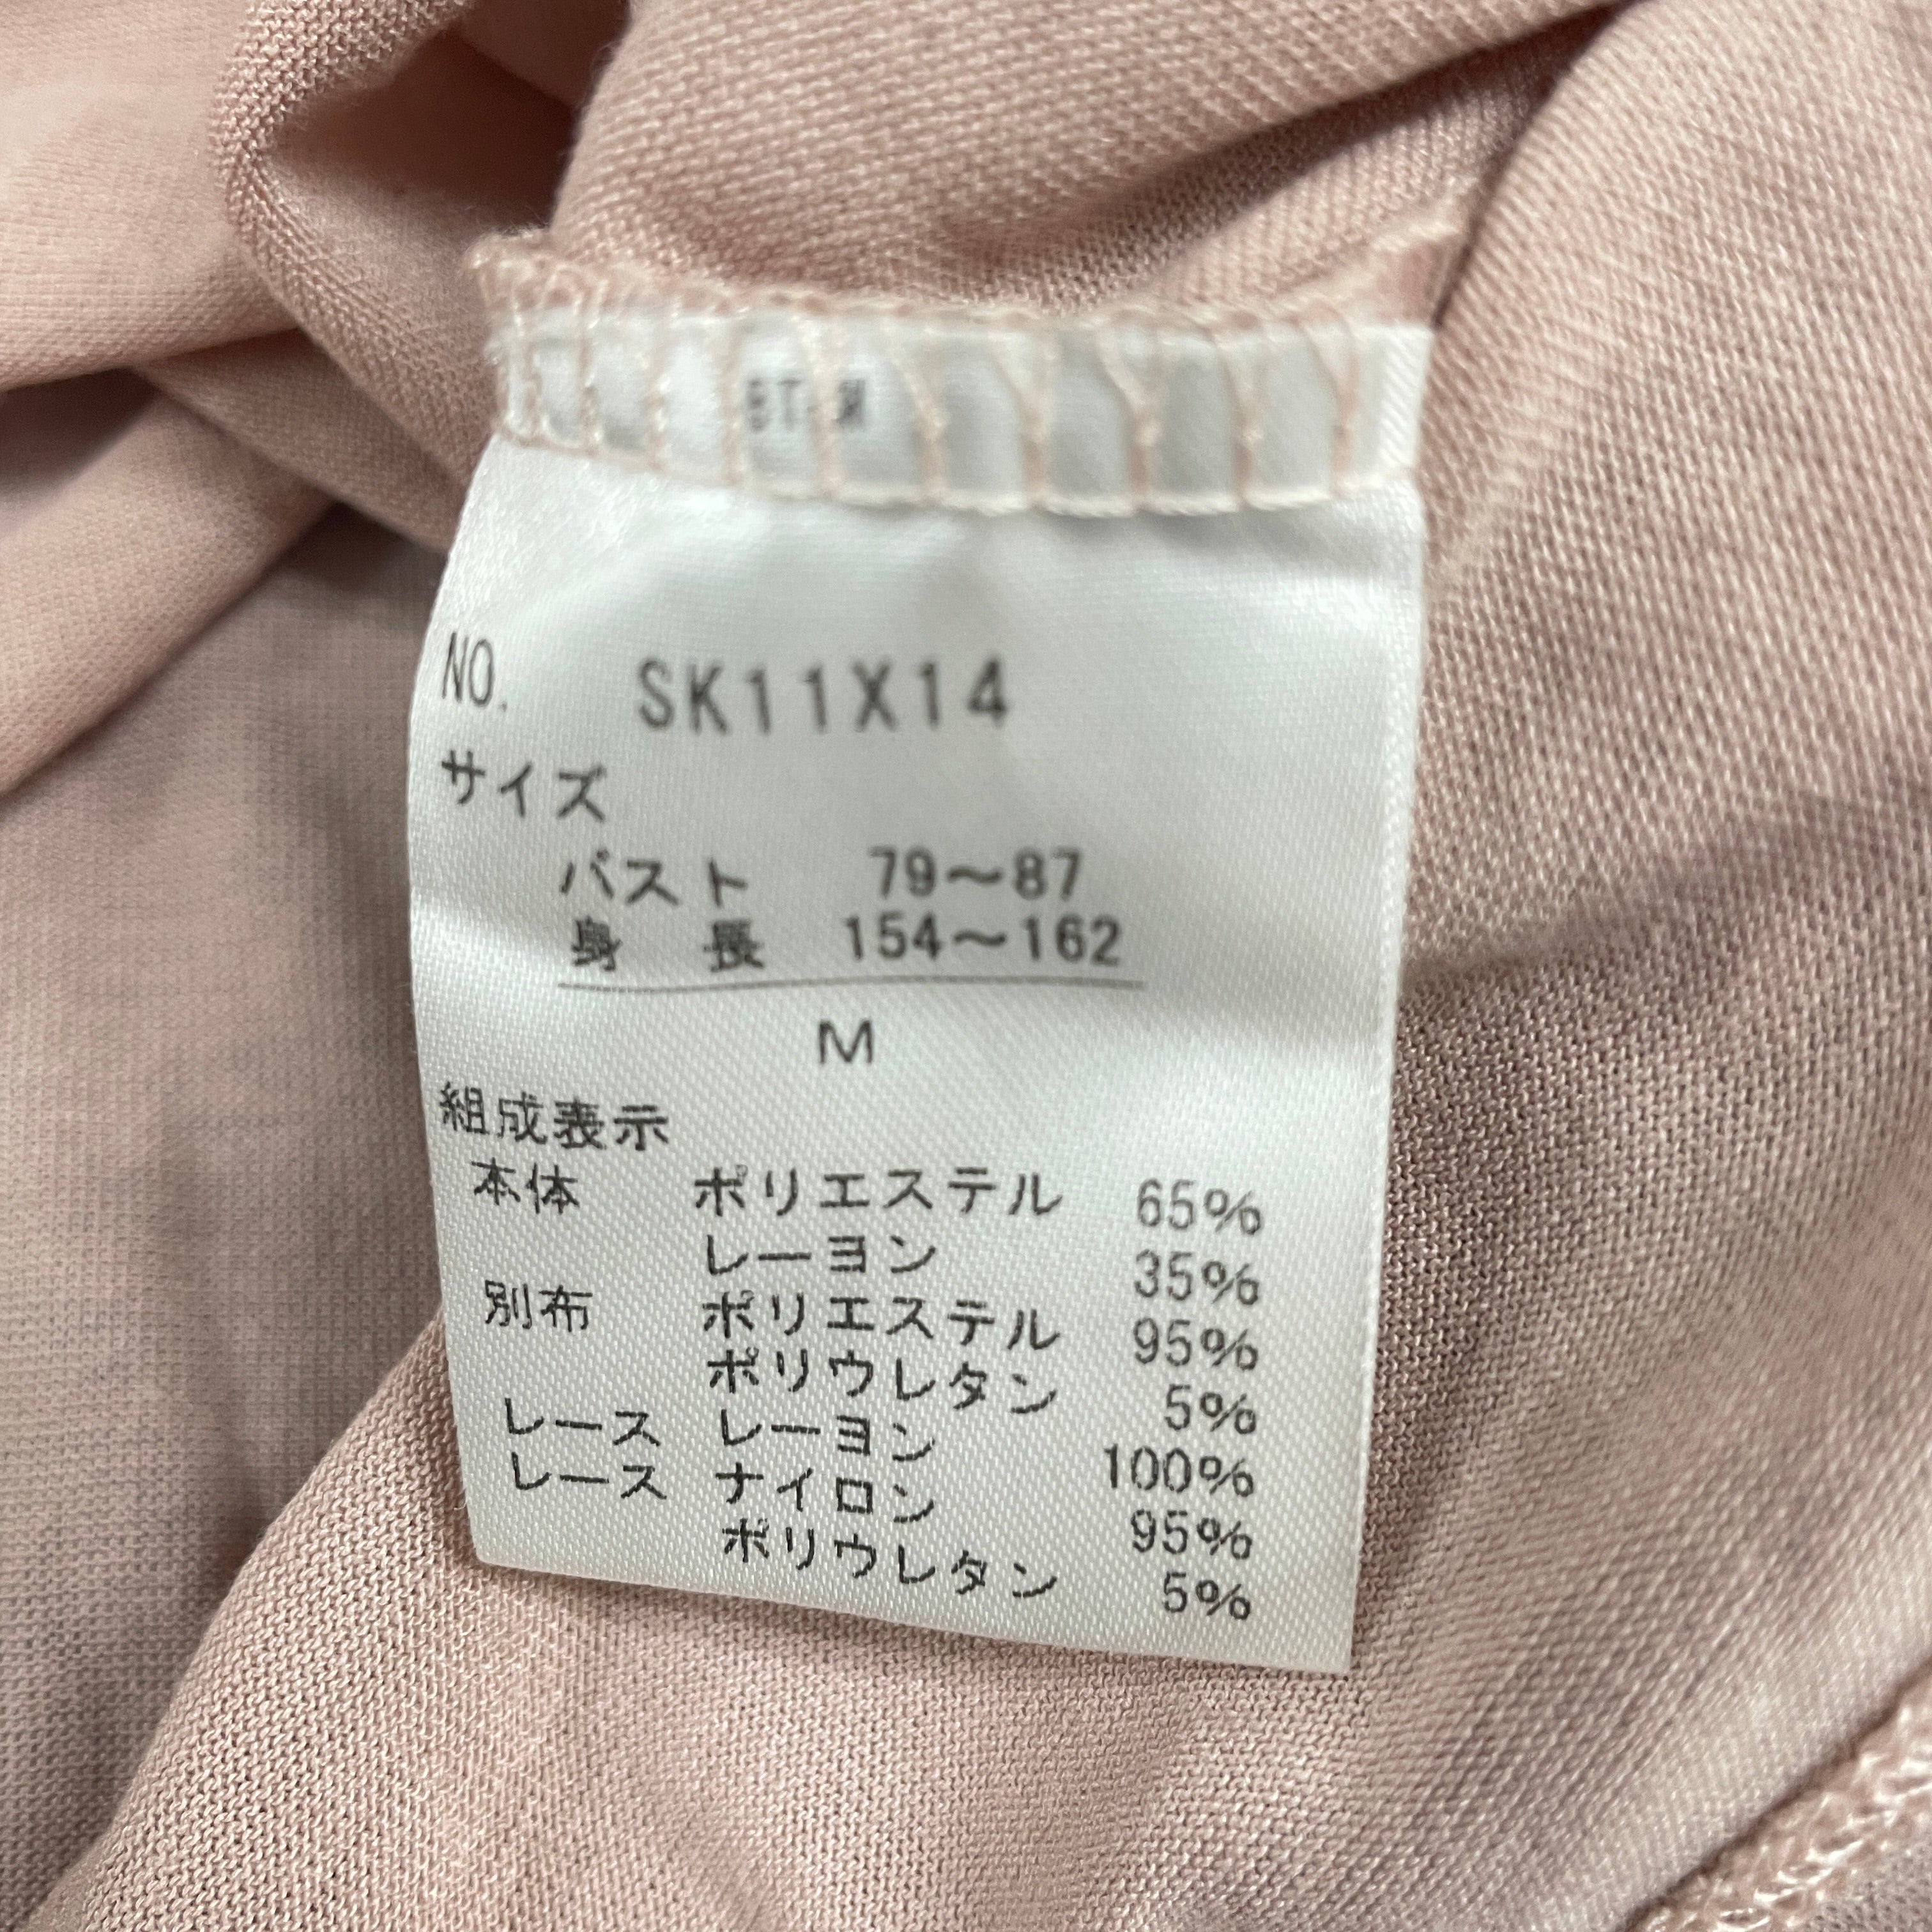 NO. SK11X14
サイズ
バスト 79〜87
身長 154〜162
M
組成表示
本体 ポリエステル 65%
レーヨン 35%
別布 ポリエステル 95%
ポリウレタン 5%
レース レーヨン 100%
レース ナイロン 95%
ポリウレタン 5%